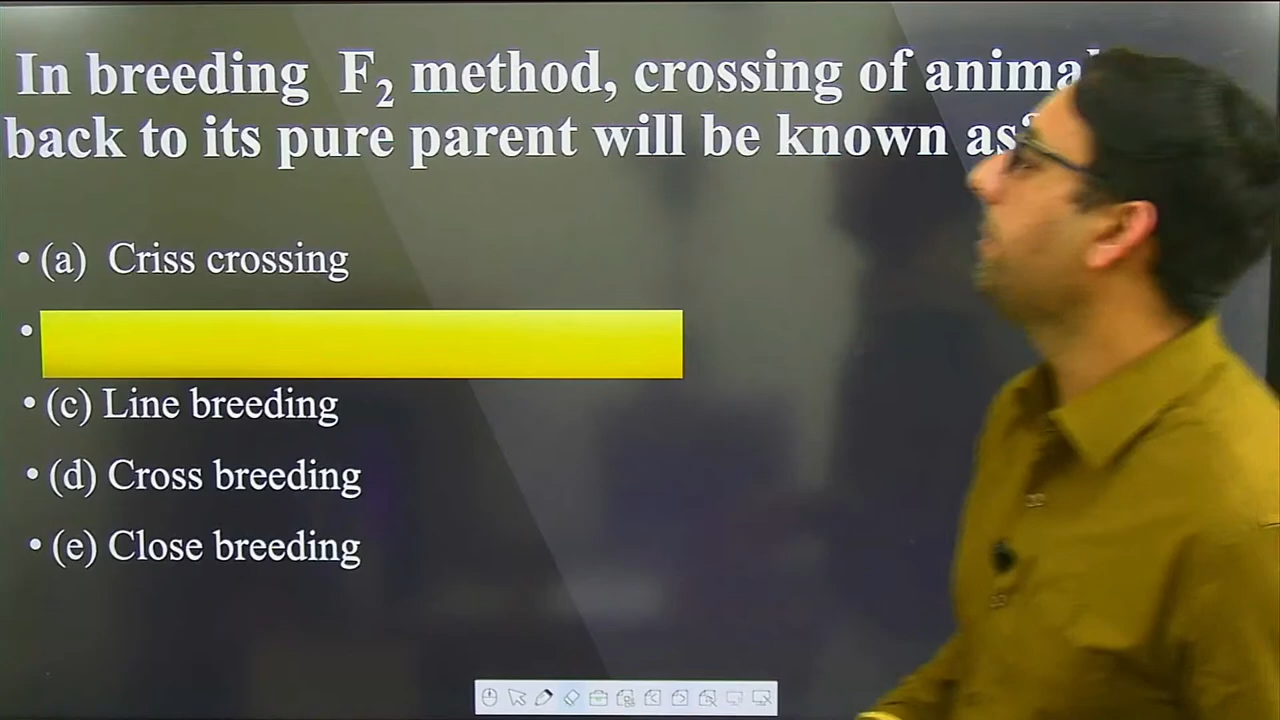 In breeding F2 method, crossing of animal
back to its pure parent will be known as?
• (a) Criss crossing
•
• (c) Line breeding
• (d) Cross breeding
• (e) Close breeding